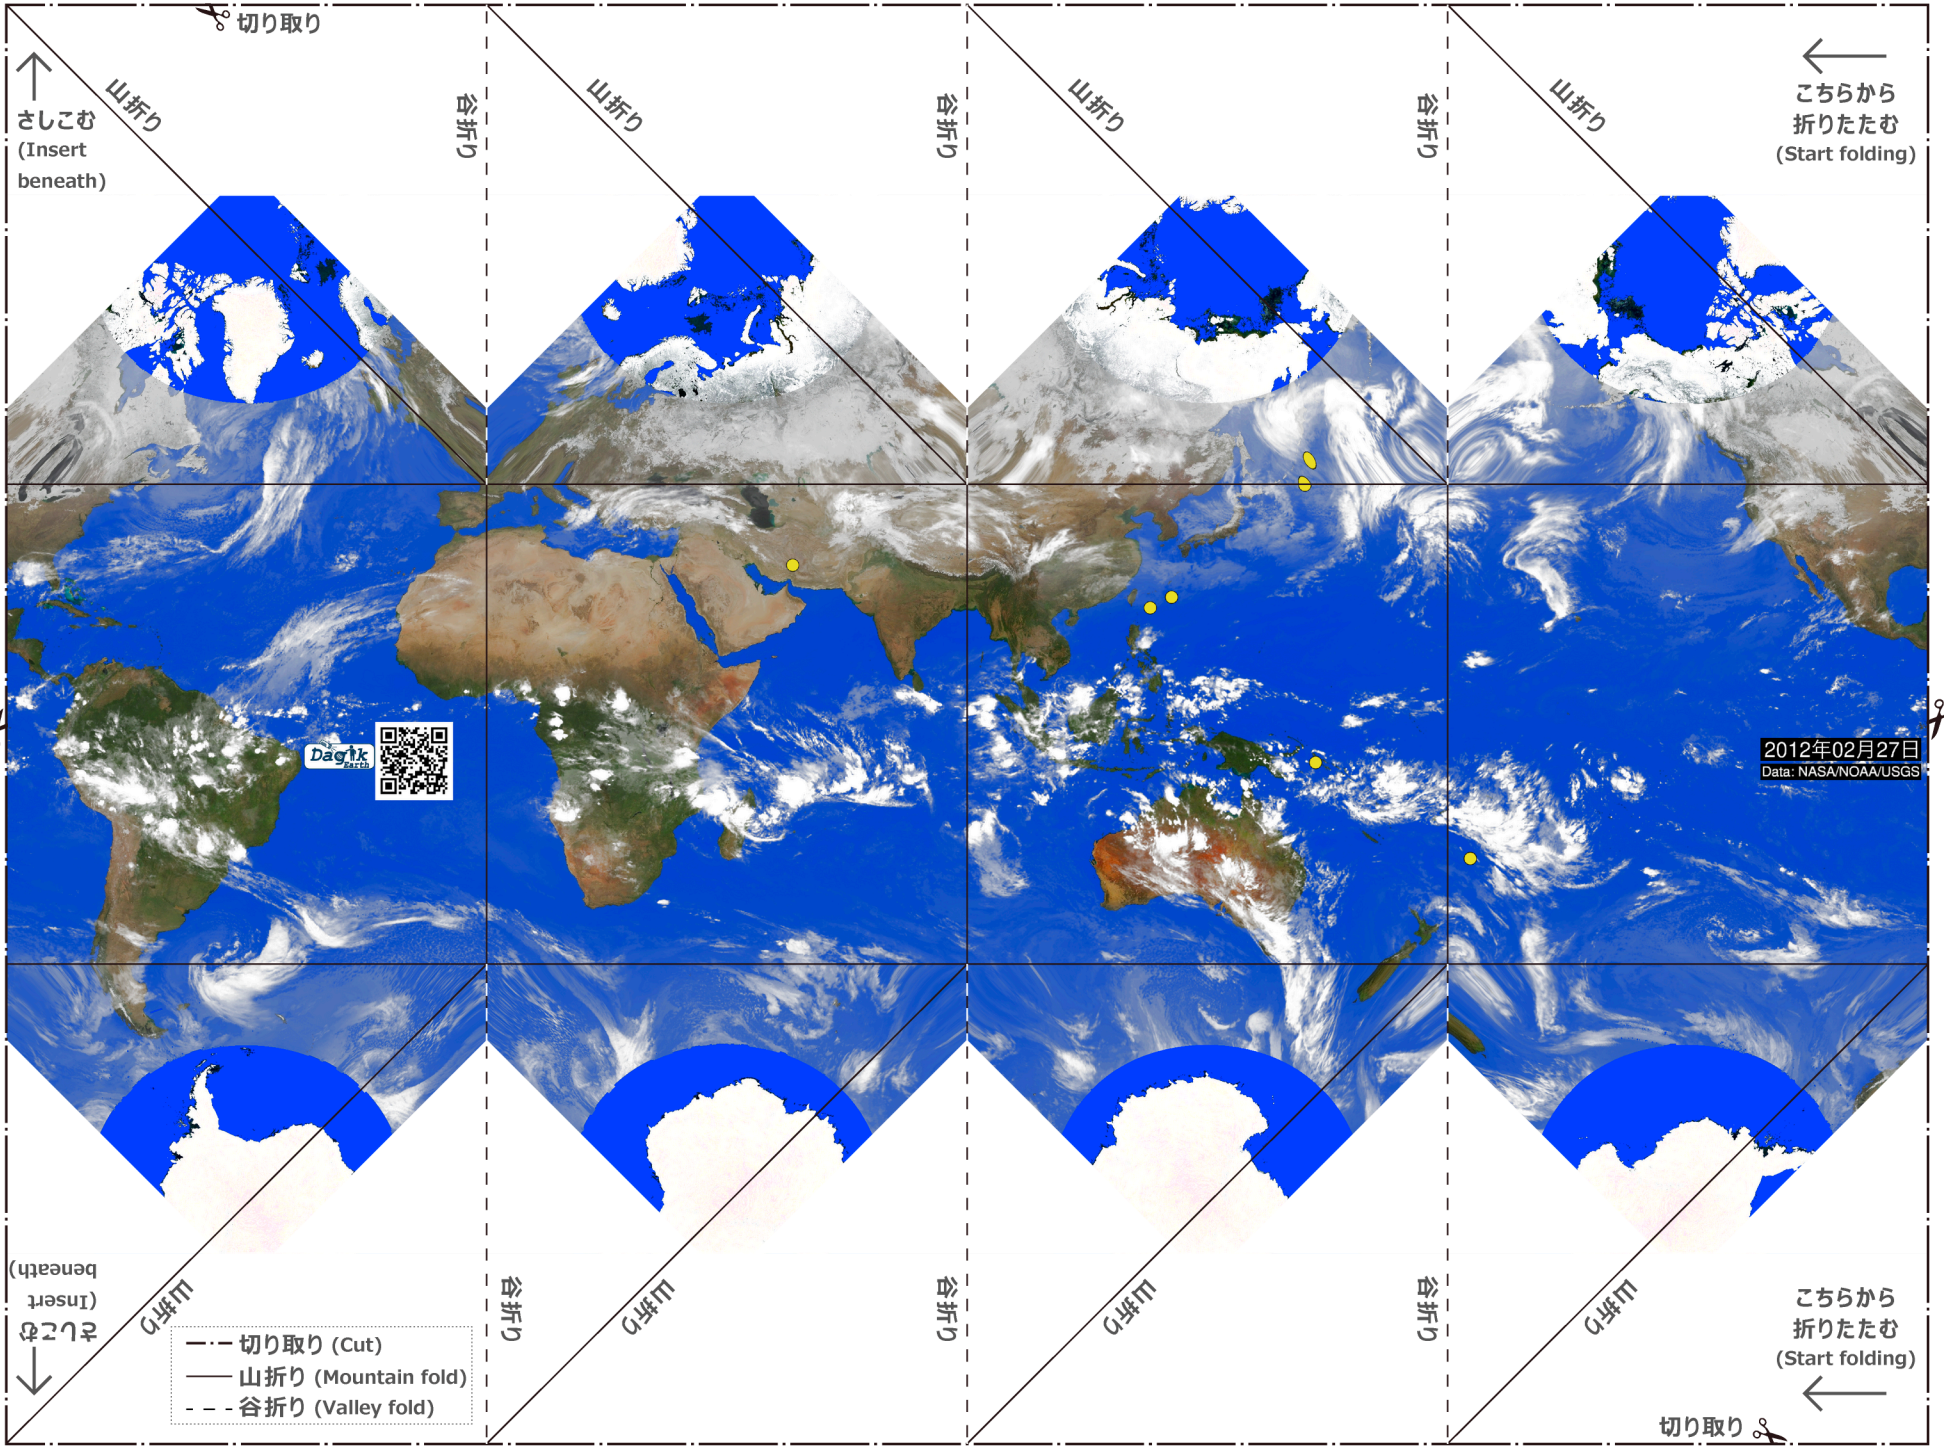 切り取り
山折り
谷折り
山折り
谷折り
山折り
谷折り
山折り
こちらから
折りたたむ
(Start folding)
さしこむ
(Insert
beneath)
Dagik
Earth
2012年02月27日
Data: NASA/NOAA/USGS
さしこむ
(Insert
beneath)
山折り
谷折り
山折り
谷折り
山折り
谷折り
山折り
こちらから
折りたたむ
(Start folding)
切り取り (Cut)
山折り (Mountain fold)
谷折り (Valley fold)
切り取り